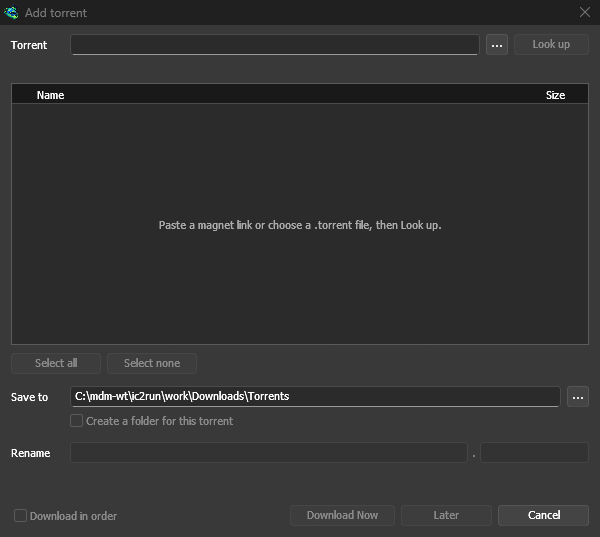 Add torrent
Torrent ... Look up
Name Size
Paste a magnet link or choose a .torrent file, then Look up.
Select all Select none
Save to C:\mdm-wt\ic2run\work\Downloads\Torrents ...
Create a folder for this torrent
Rename .
Download in order Download Now Later Cancel